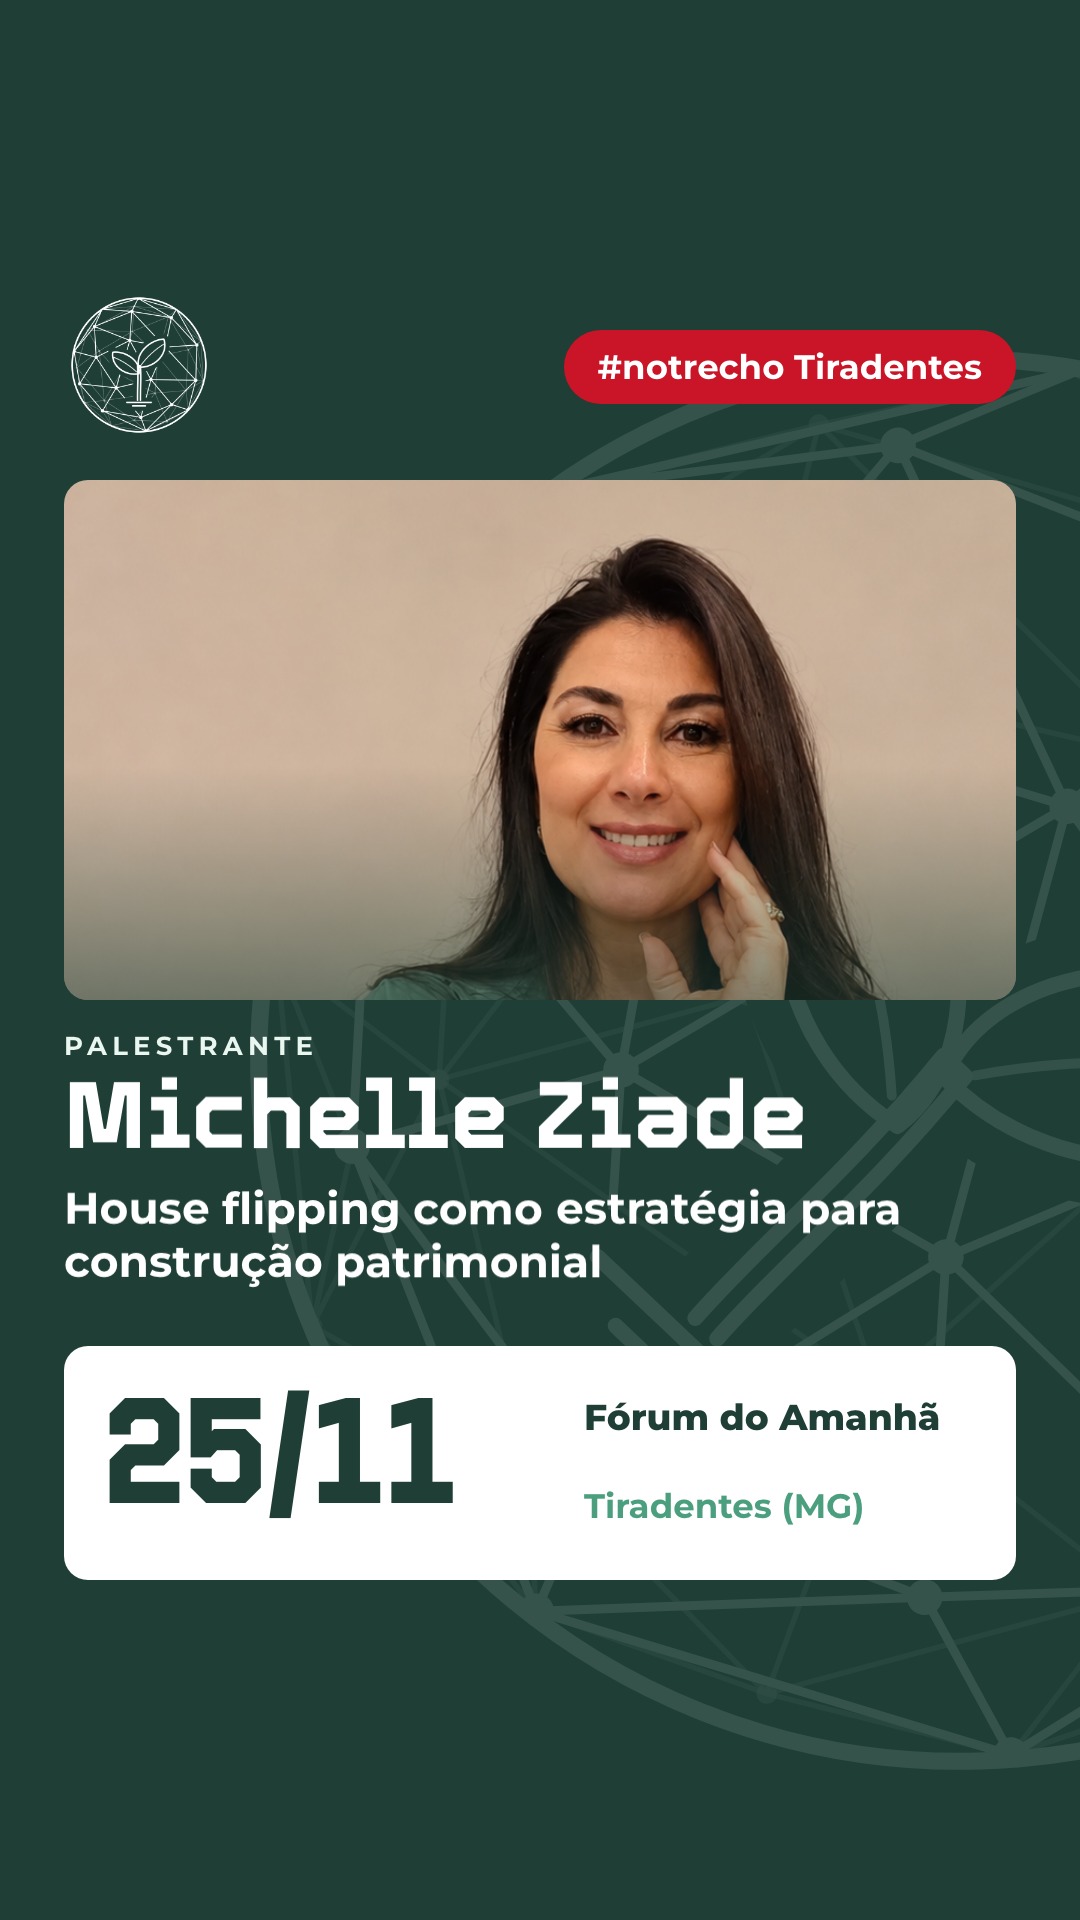 #notrecho Tiradentes
PALESTRANTE
Michelle Ziade
House flipping como estratégia para
construção patrimonial
25/11
Fórum do Amanhã
Tiradentes (MG)